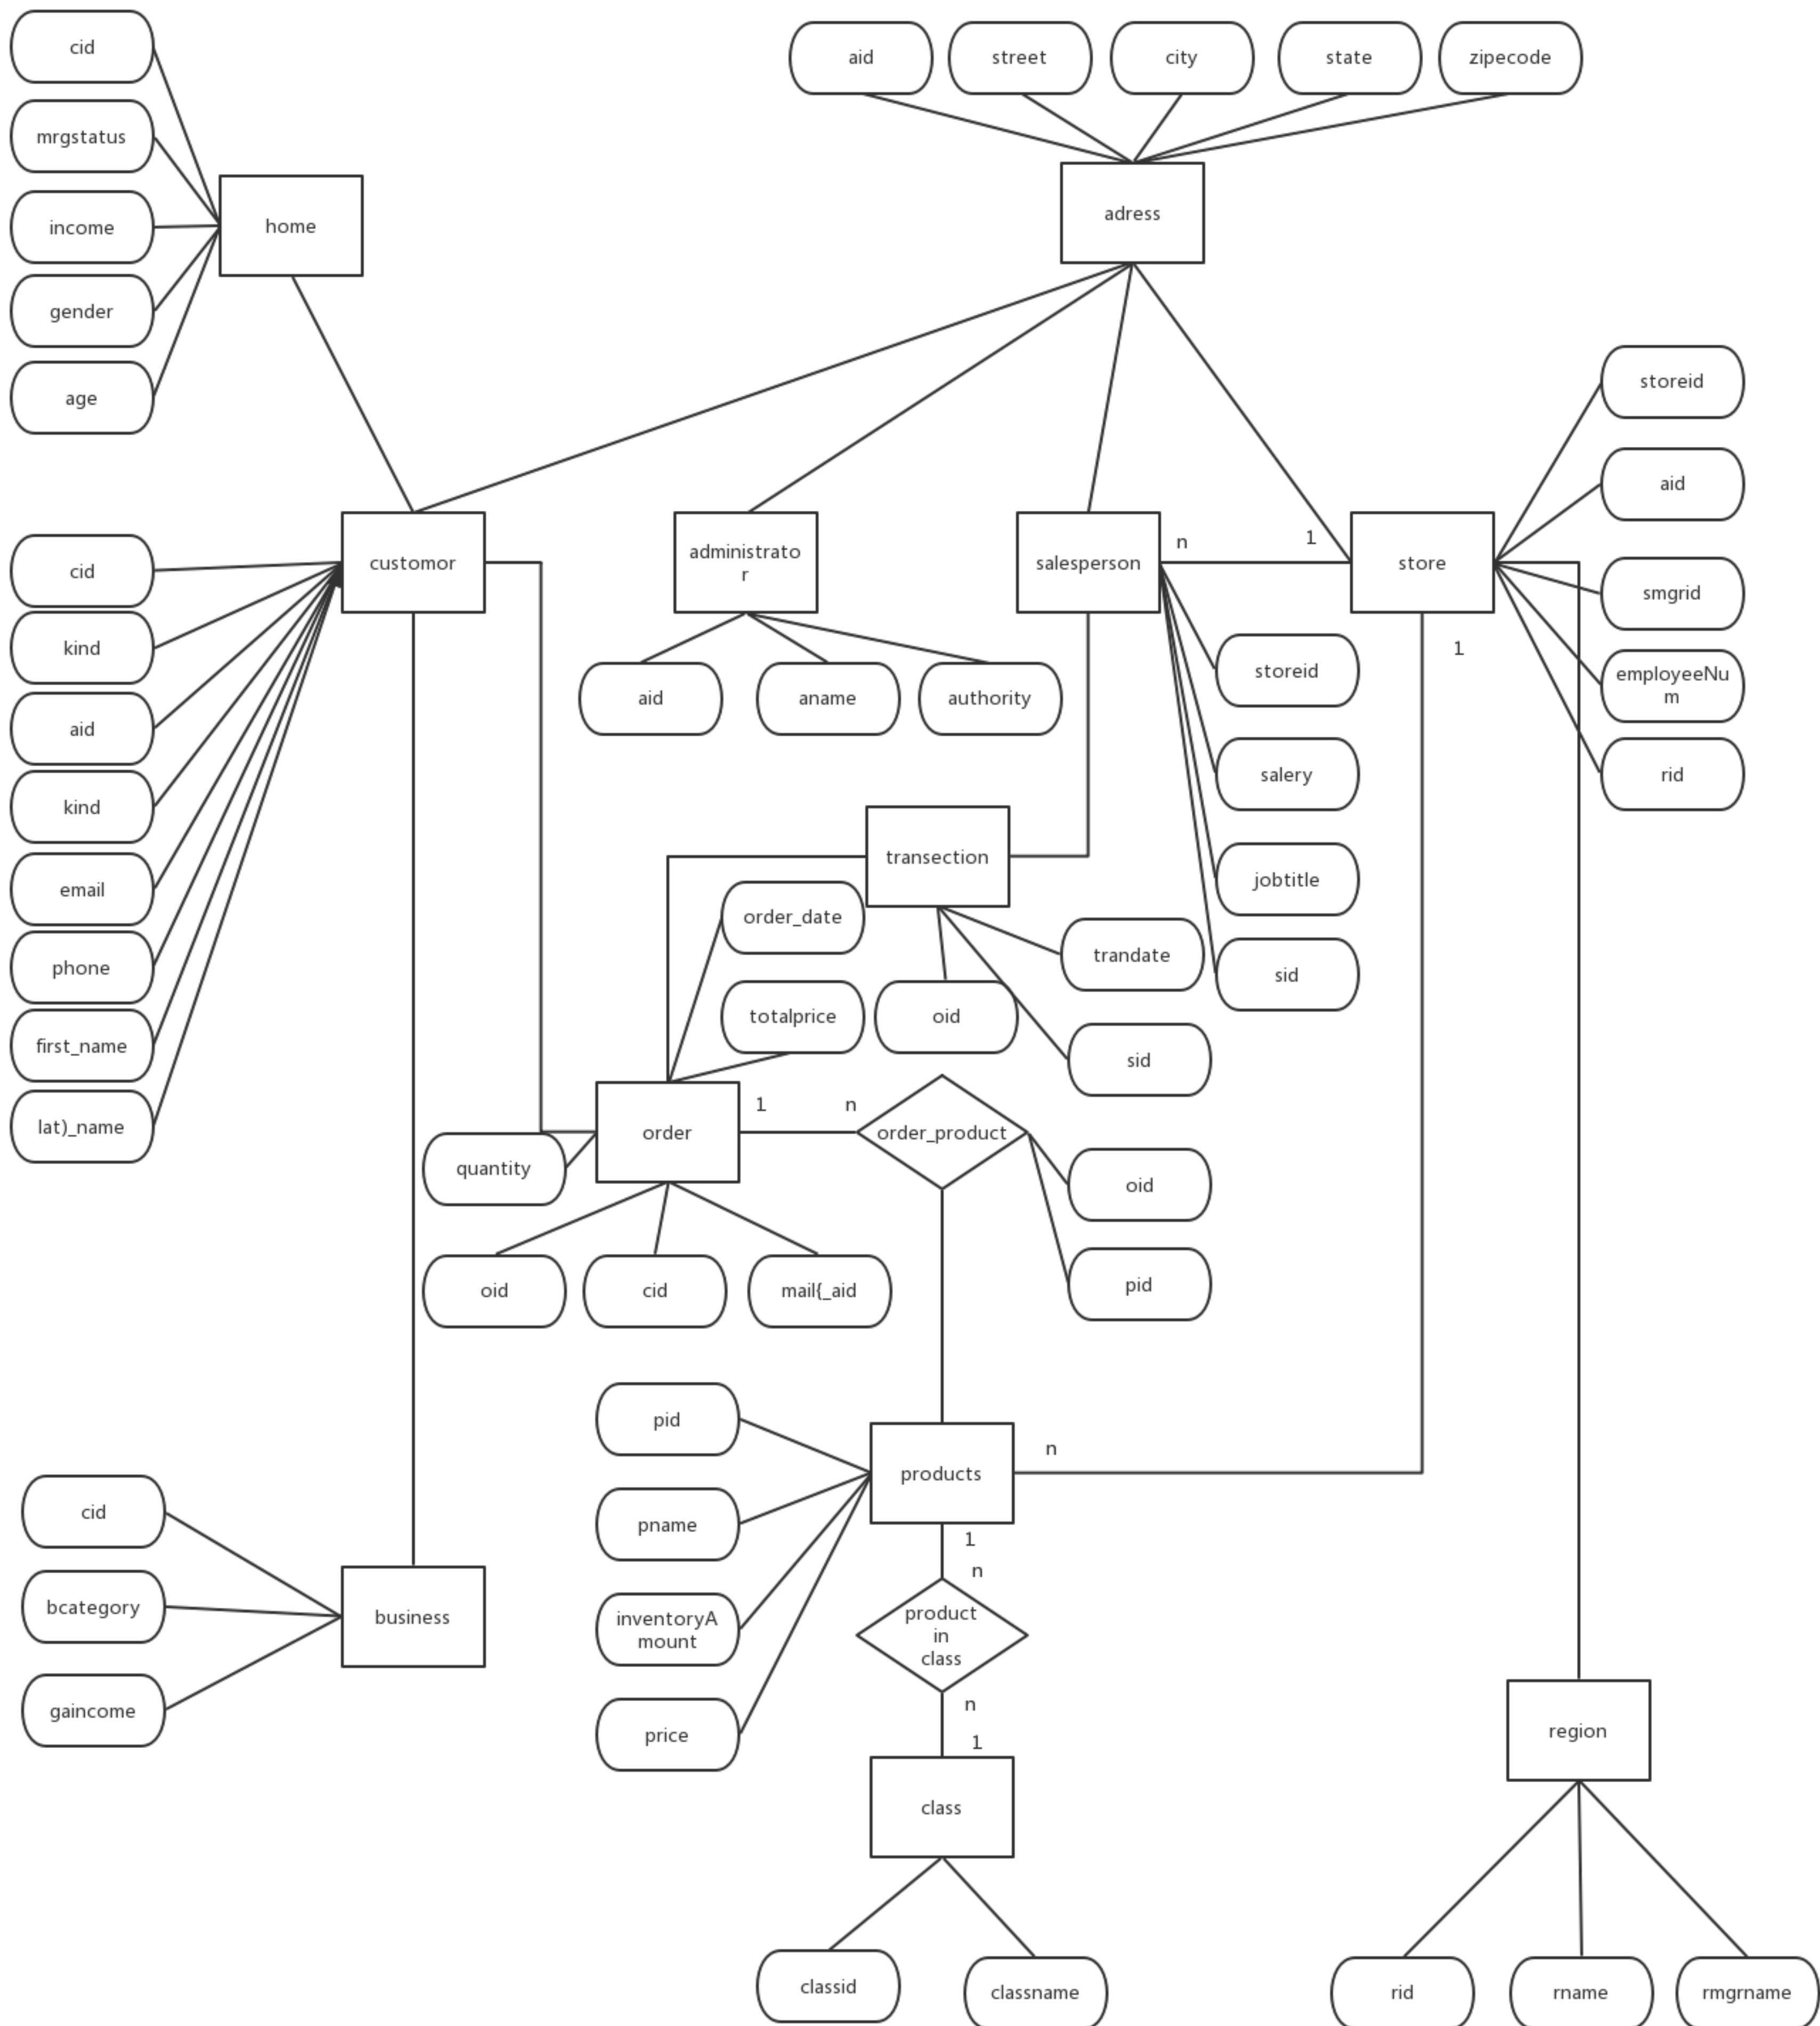 cid
aid
street
city
state
zipecode
mrgstatus
home
adress
income
gender
age
storeid
aid
customor
administrato
r
salesperson
n
1
store
cid
smgrid
kind
1
aid
aname
authority
storeid
employeeNu
m
aid
salery
rid
kind
transection
jobtitle
email
order_date
trandate
sid
phone
totalprice
oid
sid
first_name
lat)_name
quantity
order
1
n
order_product
oid
oid
cid
mail{_aid
pid
pid
products
n
cid
pname
1
n
bcategory
business
inventoryA
mount
product
in
class
gaincome
price
n
1
region
class
classid
classname
rid
rname
rmgrname